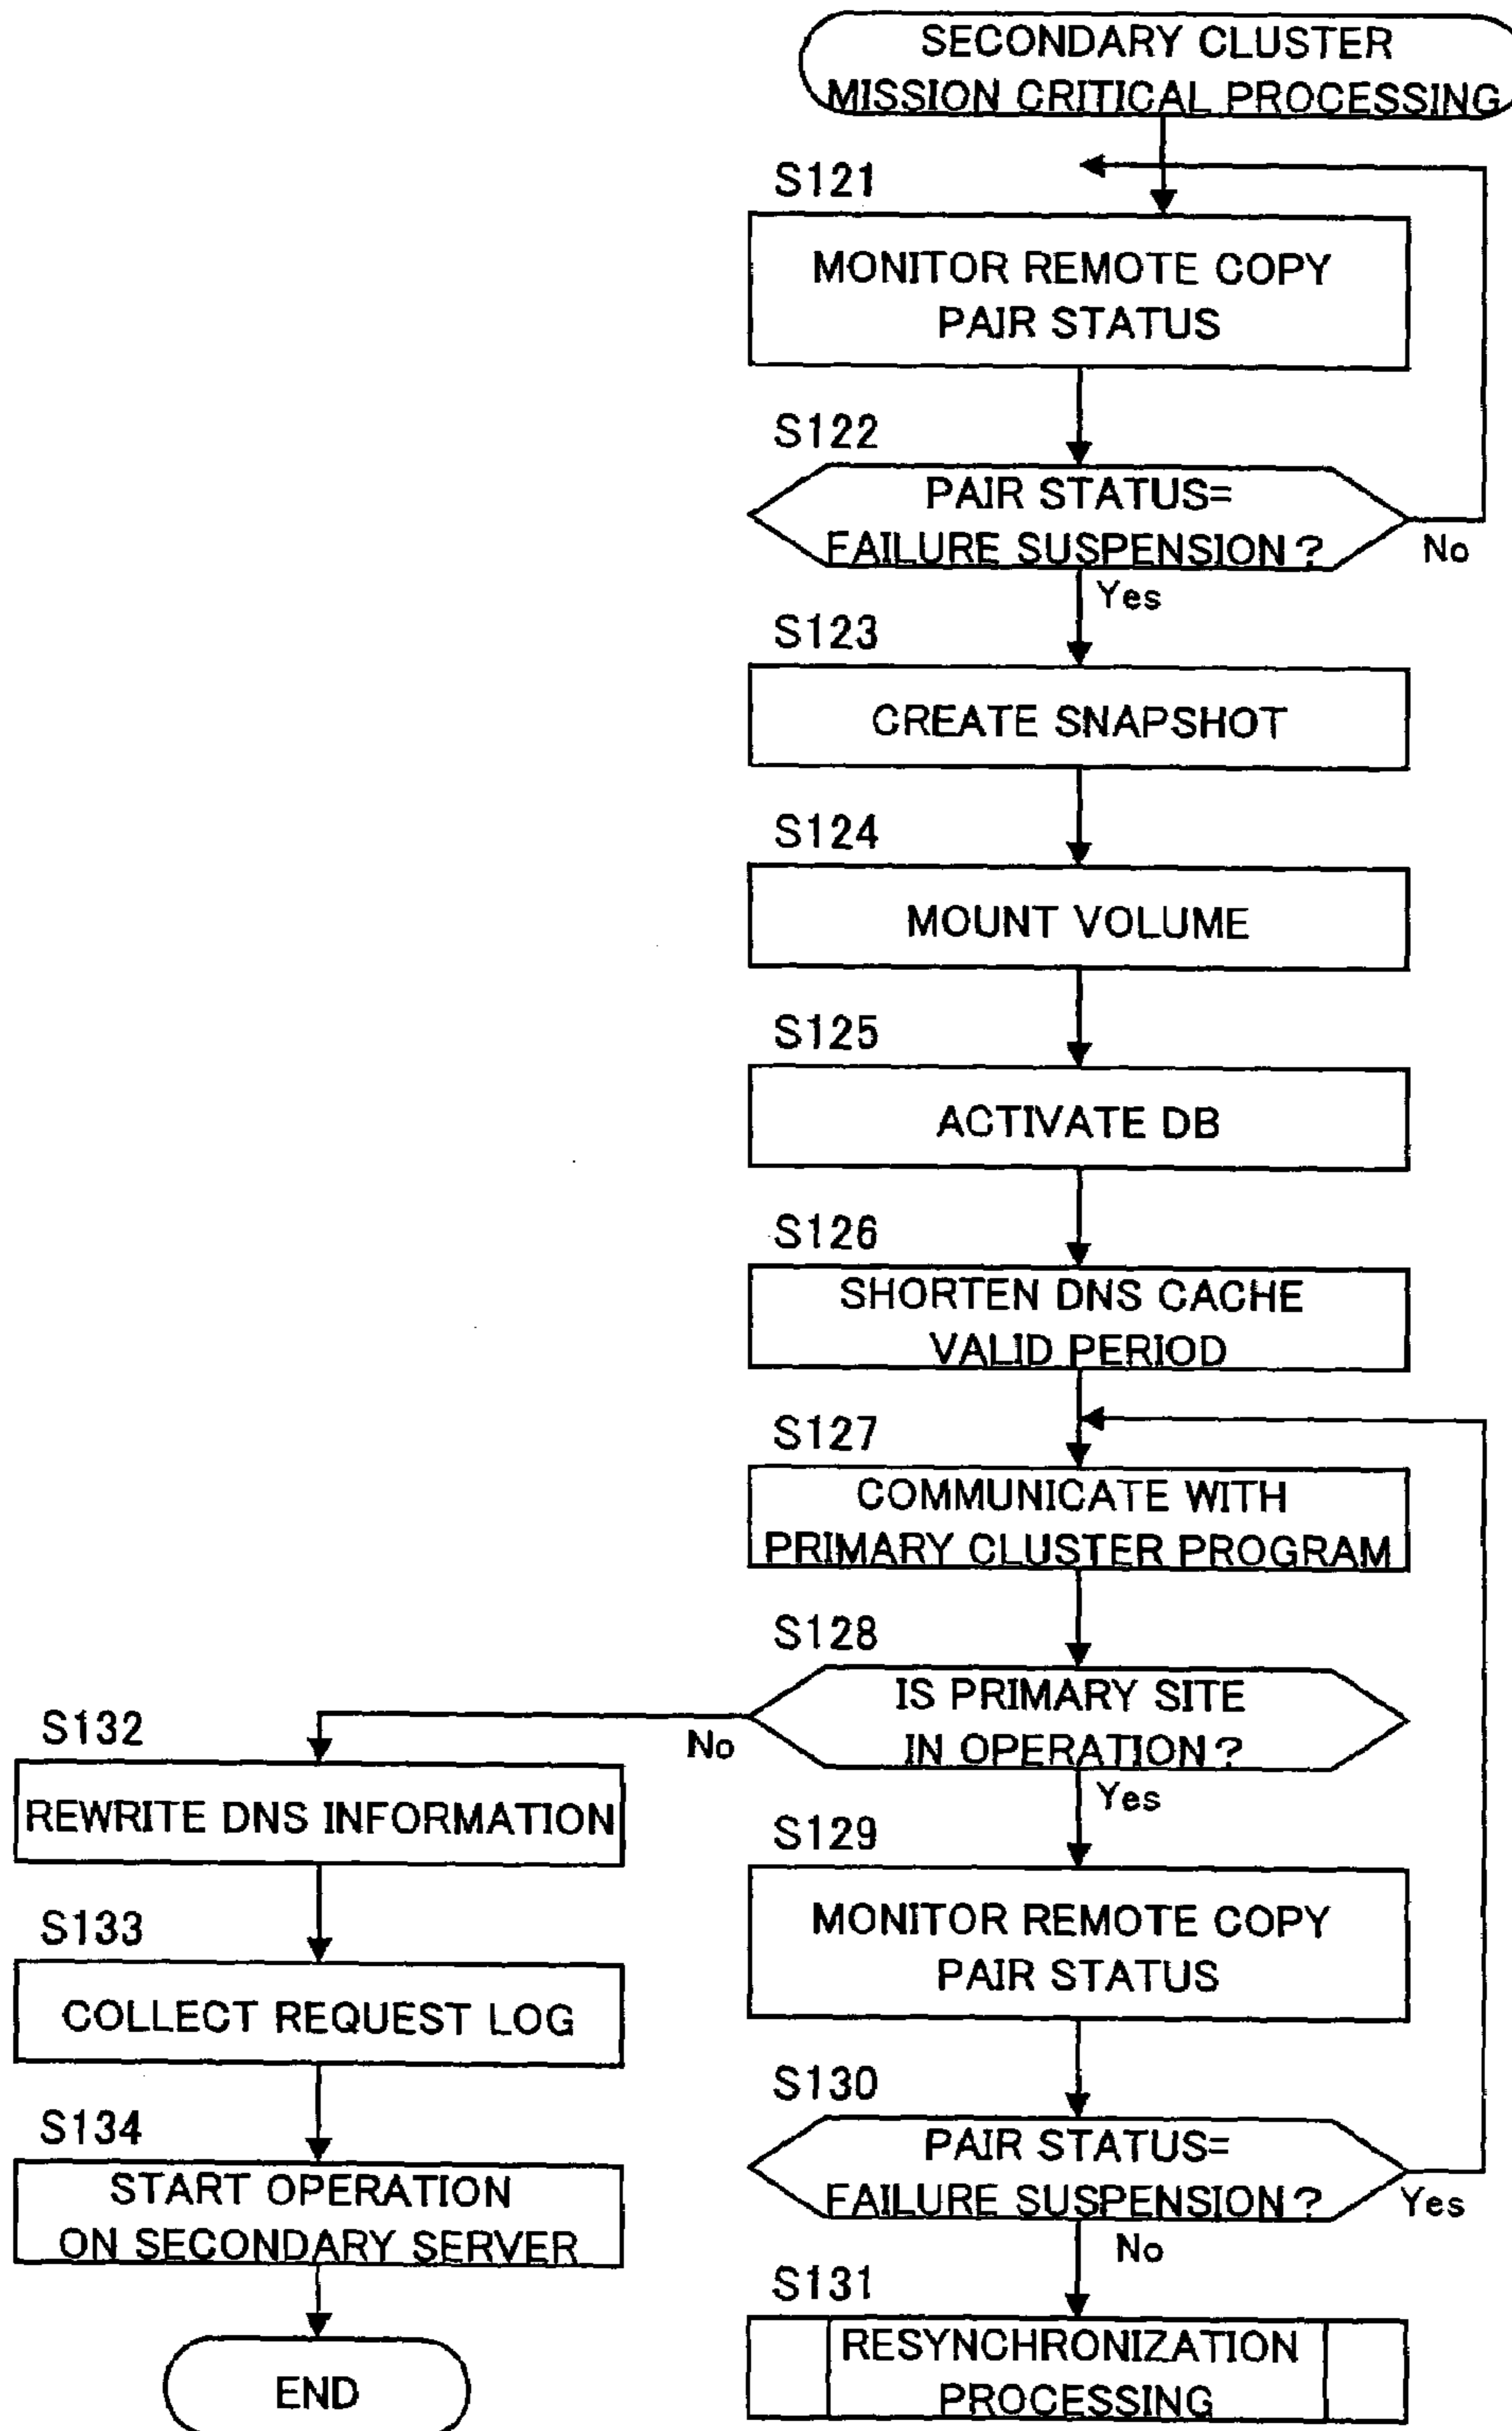 SECONDARY CLUSTER
MISSION CRITICAL PROCESSING
S121
MONITOR REMOTE COPY
PAIR STATUS
S122
PAIR STATUS=
FAILURE SUSPENSION?
No
Yes
S123
CREATE SNAPSHOT
S124
MOUNT VOLUME
S125
ACTIVATE DB
S126
SHORTEN DNS CACHE
VALID PERIOD
S127
COMMUNICATE WITH
PRIMARY CLUSTER PROGRAM
S128
IS PRIMARY SITE
IN OPERATION?
No
Yes
S132
REWRITE DNS INFORMATION
S133
COLLECT REQUEST LOG
S134
START OPERATION
ON SECONDARY SERVER
END
S129
MONITOR REMOTE COPY
PAIR STATUS
S130
PAIR STATUS=
FAILURE SUSPENSION?
Yes
No
S131
RESYNCHRONIZATION
PROCESSING